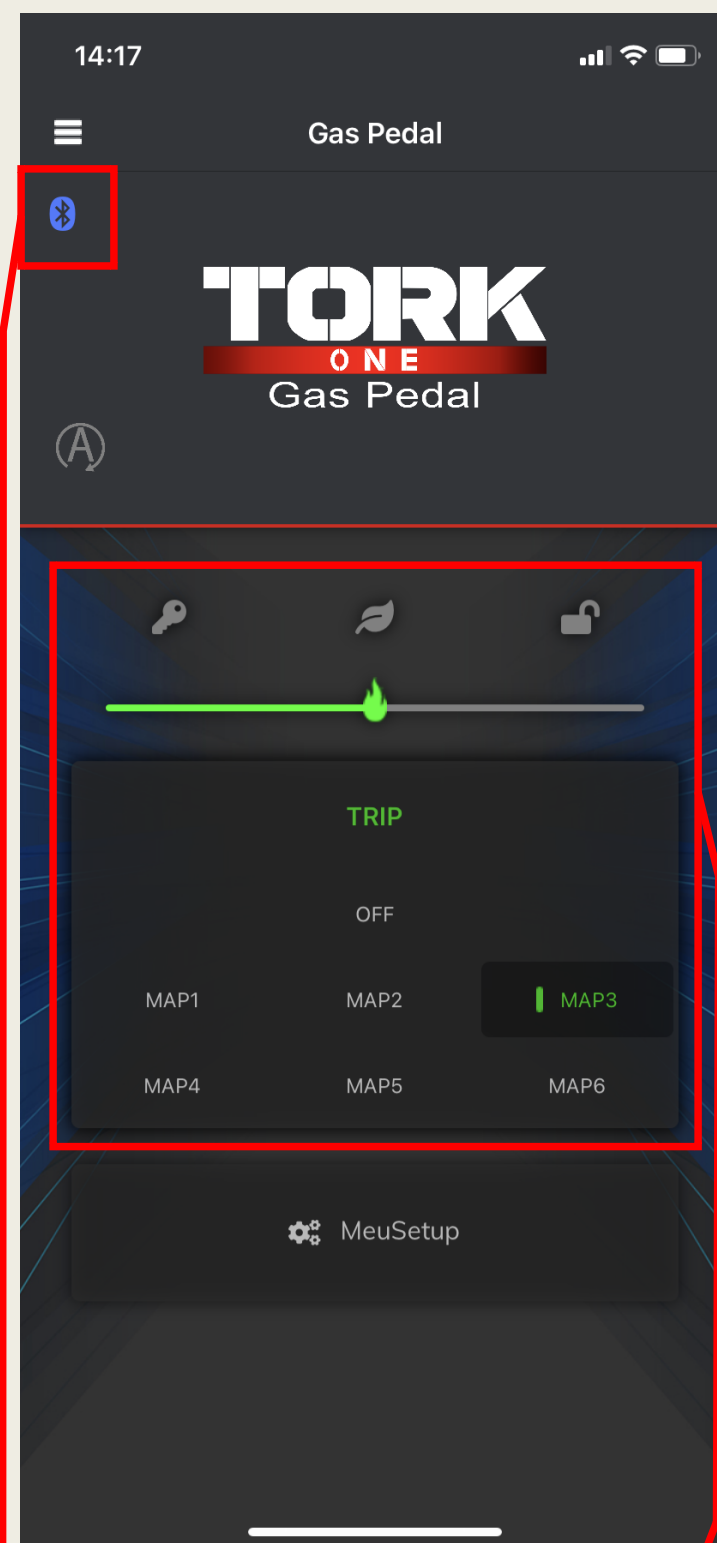 14:17
Gas Pedal
TORK
ONE
Gas Pedal
A
TRIP
OFF
MAP1 MAP2 MAP3
MAP4 MAP5 MAP6
MeuSetup